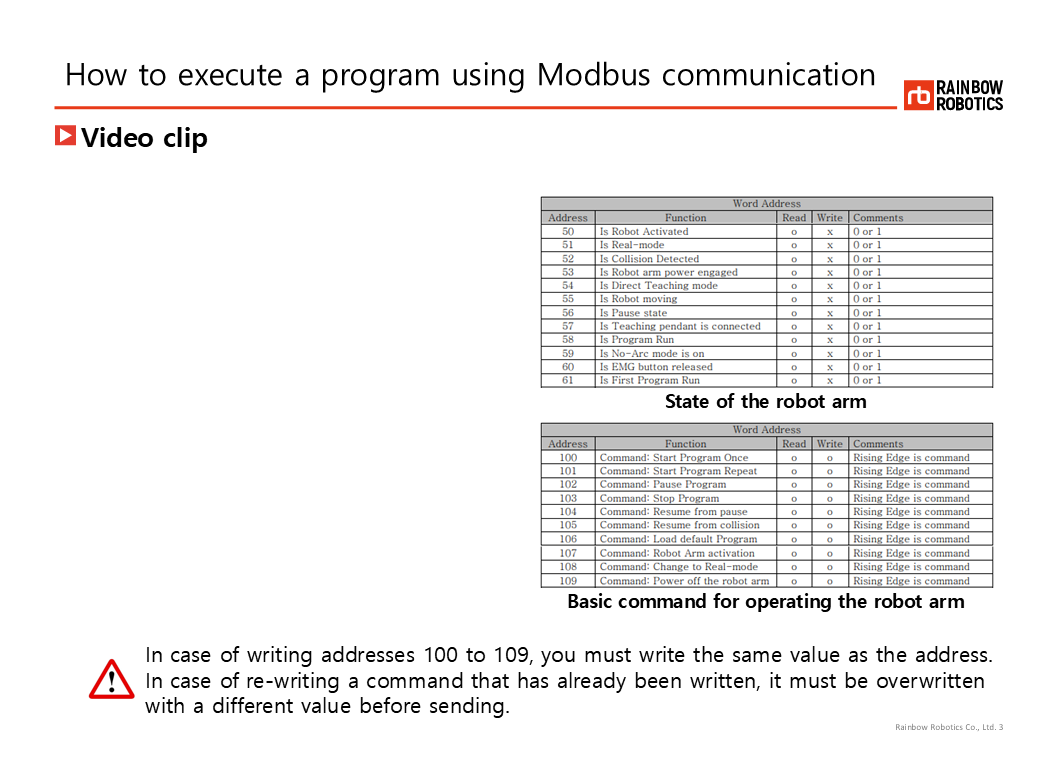 How to execute a program using Modbus communication
RAINBOW
ROBOTICS
Video clip
Word Address
Address Function Read Write Comments
50 Is Robot Activated o x 0 or 1
51 Is Real-mode o x 0 or 1
52 Is Collision Detected o x 0 or 1
53 Is Robot arm power engaged o x 0 or 1
54 Is Direct Teaching mode o x 0 or 1
55 Is Robot moving o x 0 or 1
56 Is Pause state o x 0 or 1
57 Is Teaching pendant is connected o x 0 or 1
58 Is Program Run o x 0 or 1
59 Is No-Arc mode is on o x 0 or 1
60 Is EMG button released o x 0 or 1
61 Is First Program Run o x 0 or 1
State of the robot arm
Word Address
Address Function Read Write Comments
100 Command: Start Program Once o o Rising Edge is command
101 Command: Start Program Repeat o o Rising Edge is command
102 Command: Pause Program o o Rising Edge is command
103 Command: Stop Program o o Rising Edge is command
104 Command: Resume from pause o o Rising Edge is command
105 Command: Resume from collision o o Rising Edge is command
106 Command: Load default Program o o Rising Edge is command
107 Command: Robot Arm activation o o Rising Edge is command
108 Command: Change to Real-mode o o Rising Edge is command
109 Command: Power off the robot arm o o Rising Edge is command
Basic command for operating the robot arm
In case of writing addresses 100 to 109, you must write the same value as the address.
In case of re-writing a command that has already been written, it must be overwritten
with a different value before sending.
Rainbow Robotics Co., Ltd. 3